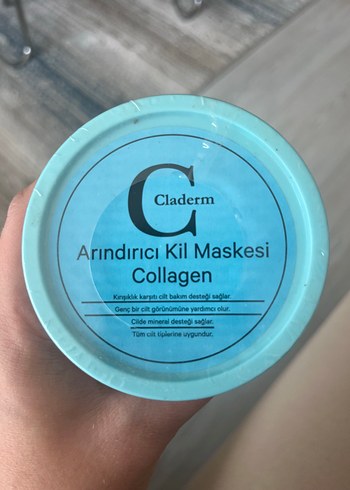 C
Claderm
Arındırıcı Kil Maskesi
Collagen
Kırışıklık karşıtı cilt bakım desteği sağlar.
Genç bir cilt görünümüne yardımcı olur.
Cilde mineral desteği sağlar.
Tüm cilt tiplerine uygundur.